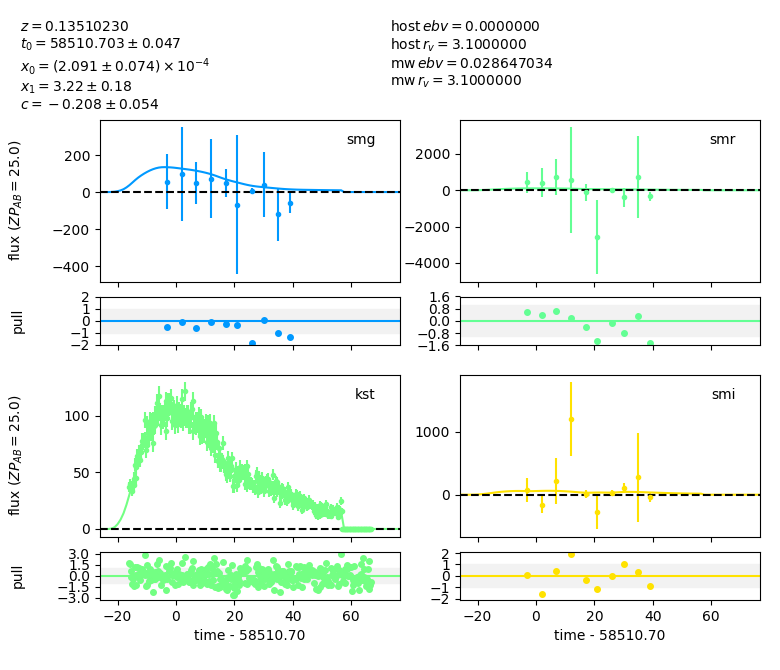 z = 0.13510230
t₀ = 58510.703 ± 0.047
x₀ = (2.091 ± 0.074) × 10⁻⁴
x₁ = 3.22 ± 0.18
c = −0.208 ± 0.054
host ebv = 0.0000000
host r_v = 3.1000000
mw ebv = 0.028647034
mw r_v = 3.1000000
flux (ZP_AB = 25.0)
200
0
−200
−400
smg
2000
0
−2000
−4000
smr
pull
2
1
0
−1
−2
1.6
0.8
0.0
−0.8
−1.6
flux (ZP_AB = 25.0)
100
50
0
kst
1000
0
smi
pull
3.0
1.5
0.0
−1.5
−3.0
−20 0 20 40 60
time - 58510.70
2
1
0
−1
−2
−20 0 20 40 60
time - 58510.70